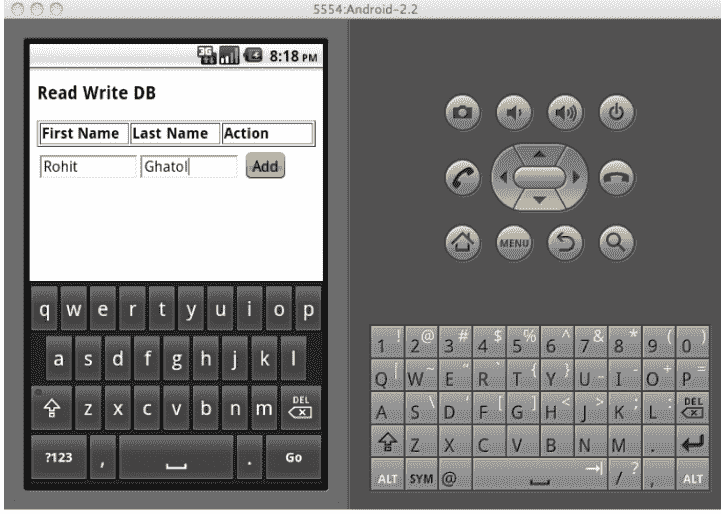 5554:Android-2.2
3G 8:18 PM
Read Write DB
First Name Last Name Action
Rohit Ghatol Add
q w e r t y u i o p
a s d f g h j k l
z x c v b n m DEL
?123 , . Go
MENU
1 ! 2 @ 3 # 4 $ 5 % 6 ^ 7 & 8 * 9 ( 0 )
Q [ W ~ E " R ` T { Y } U - I - O + P =
A S \ D ' F [ G ] H < J > K ; L : DEL
Z X C V B N M .
ALT SYM @ / ? , ALT